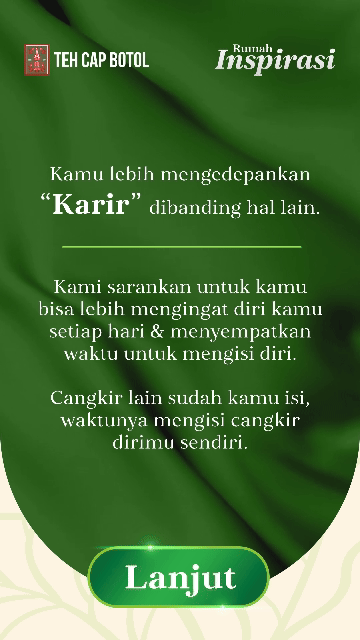 TEH CAP BOTOL
Rumah
Inspirasi
Kamu lebih mengedepankan
“Karir” dibanding hal lain.
Kami sarankan untuk kamu
bisa lebih mengingat diri kamu
setiap hari & menyempatkan
waktu untuk mengisi diri.
Cangkir lain sudah kamu isi,
waktunya mengisi cangkir
dirimu sendiri.
Lanjut